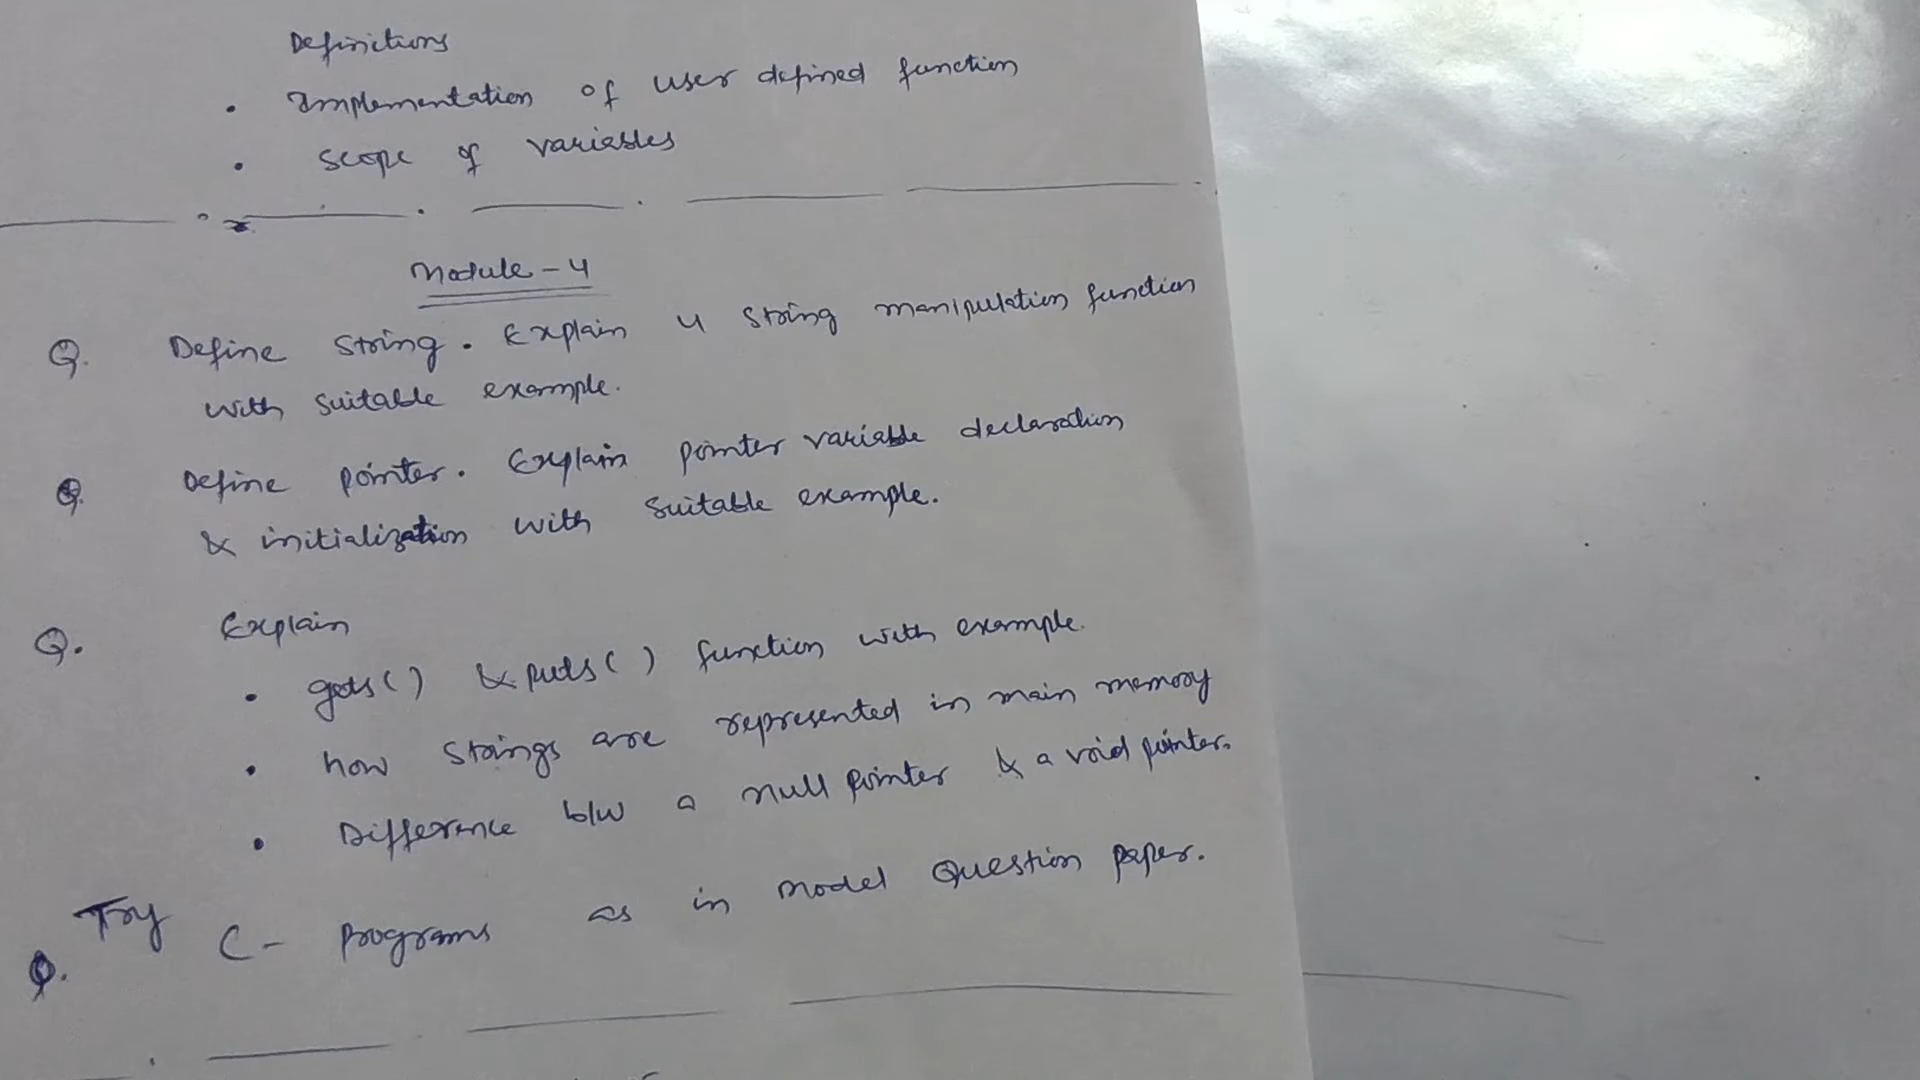 Definitions
• Implementation of user defined function
• Scope of variables
Module - 4
Q. Define string. Explain 4 string manipulation function
with suitable example.
Q. Define pointer. Explain pointer variable declaration
& initialization with suitable example.
Q. Explain
• gets() & puts() function with example.
• how strings are represented in main memory
• Difference b/w a null pointer & a void pointer.
Q. Try C - programs as in model question paper.